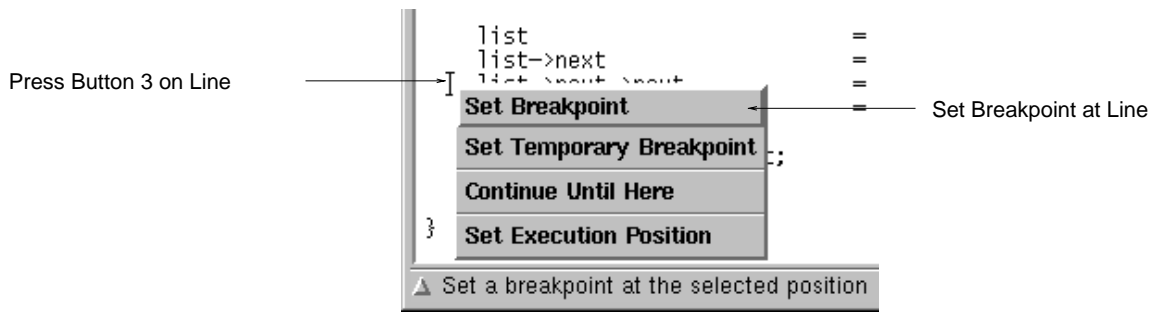 list =
list->next =
Press Button 3 on Line
=
Set Breakpoint =
Set Breakpoint at Line
Set Temporary Breakpoint
;
Continue Until Here
}
Set Execution Position
Set a breakpoint at the selected position